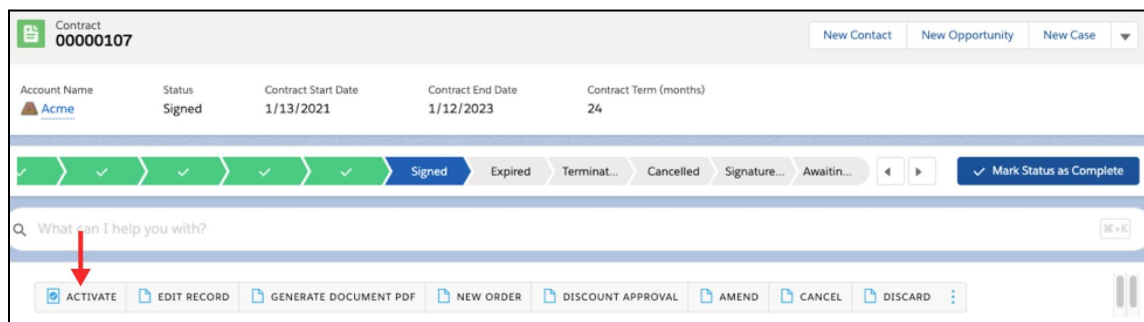 Contract
00000107
New Contact New Opportunity New Case
Account Name Status Contract Start Date Contract End Date Contract Term (months)
Acme Signed 1/13/2021 1/12/2023 24
Signed Expired Terminat... Cancelled Signature... Awaitin... Mark Status as Complete
What can I help you with? ⌘+K
ACTIVATE EDIT RECORD GENERATE DOCUMENT PDF NEW ORDER DISCOUNT APPROVAL AMEND CANCEL DISCARD